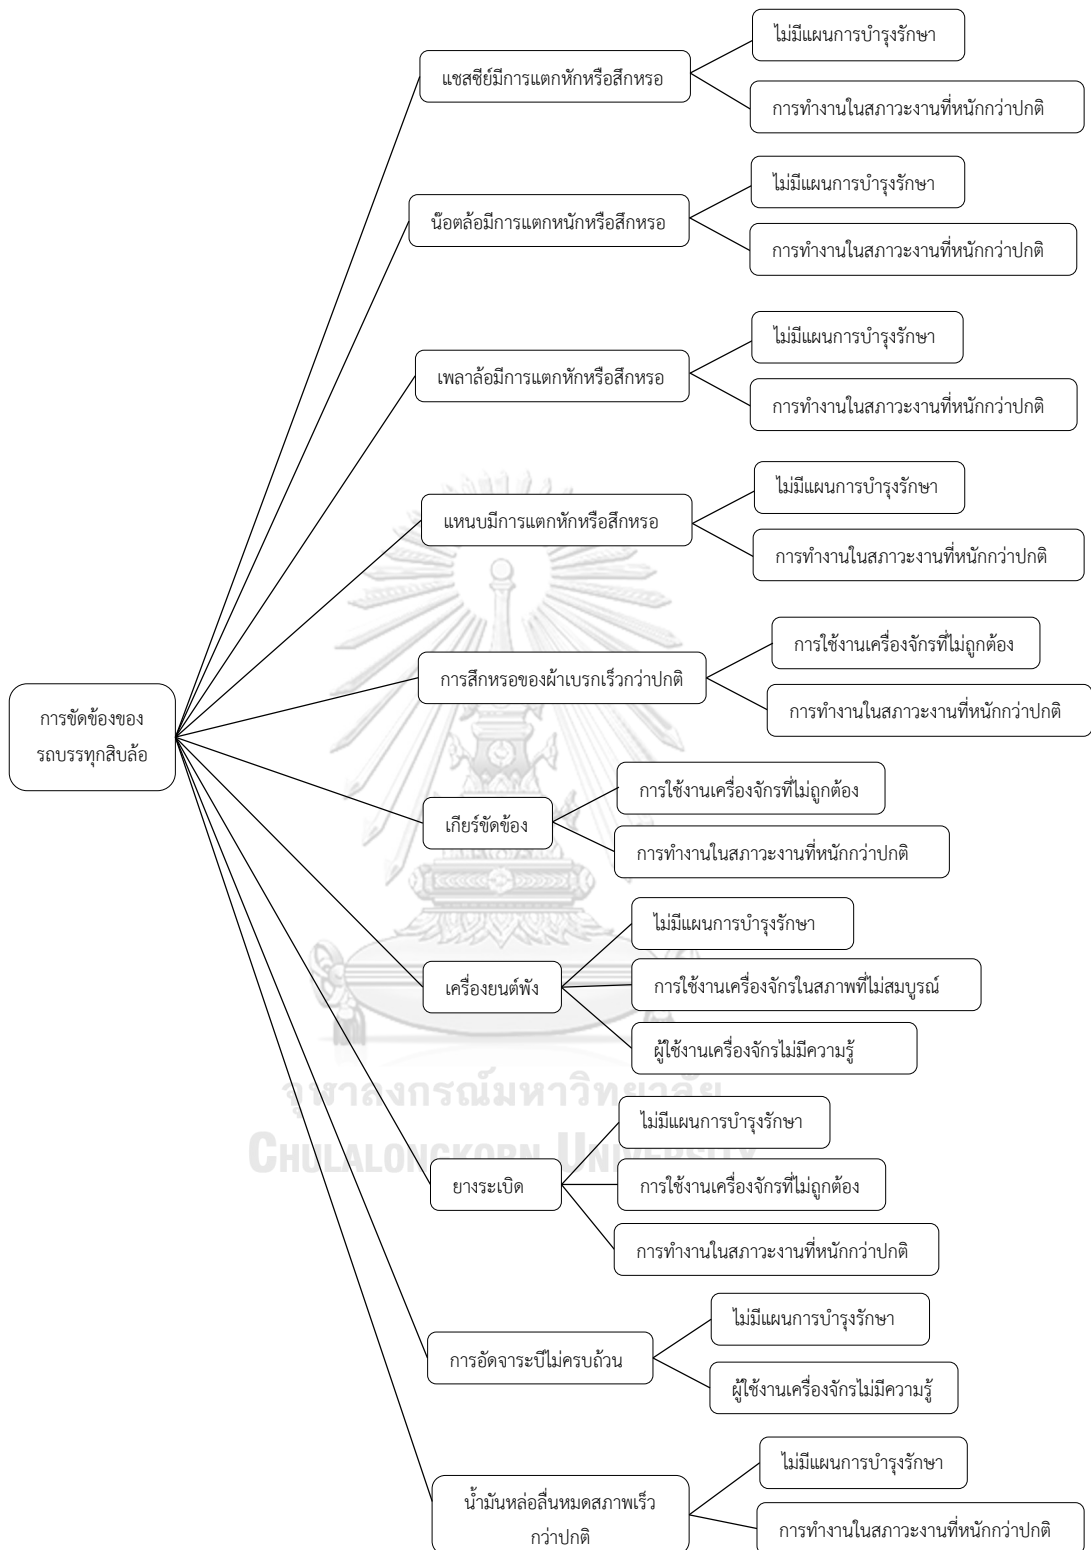 ไม่มีแผนการบำรุงรักษา
แชสซีย์มีการแตกหักหรือสึกหรอ
การทำงานในสภาวะงานที่หนักกว่าปกติ
ไม่มีแผนการบำรุงรักษา
น๊อตล้อมีการแตกหนักหรือสึกหรอ
การทำงานในสภาวะงานที่หนักกว่าปกติ
ไม่มีแผนการบำรุงรักษา
เพลาล้อมีการแตกหักหรือสึกหรอ
การทำงานในสภาวะงานที่หนักกว่าปกติ
ไม่มีแผนการบำรุงรักษา
แหนบมีการแตกหักหรือสึกหรอ
การทำงานในสภาวะงานที่หนักกว่าปกติ
การใช้งานเครื่องจักรที่ไม่ถูกต้อง
การสึกหรอของผ้าเบรกเร็วกว่าปกติ
การทำงานในสภาวะงานที่หนักกว่าปกติ
การขัดข้องของ
รถบรรทุกสิบล้อ
การใช้งานเครื่องจักรที่ไม่ถูกต้อง
เกียร์ขัดข้อง
การทำงานในสภาวะงานที่หนักกว่าปกติ
ไม่มีแผนการบำรุงรักษา
เครื่องยนต์พัง
การใช้งานเครื่องจักรในสภาพที่ไม่สมบูรณ์
ผู้ใช้งานเครื่องจักรไม่มีความรู้
จุฬาลงกรณ์มหาวิทยาลัย
CHULALONGKORN UNIVERSITY
ไม่มีแผนการบำรุงรักษา
ยางระเบิด
การใช้งานเครื่องจักรที่ไม่ถูกต้อง
การทำงานในสภาวะงานที่หนักกว่าปกติ
ไม่มีแผนการบำรุงรักษา
การอัดจาระบีไม่ครบถ้วน
ผู้ใช้งานเครื่องจักรไม่มีความรู้
ไม่มีแผนการบำรุงรักษา
น้ำมันหล่อลื่นหมดสภาพเร็ว
กว่าปกติ
การทำงานในสภาวะงานที่หนักกว่าปกติ